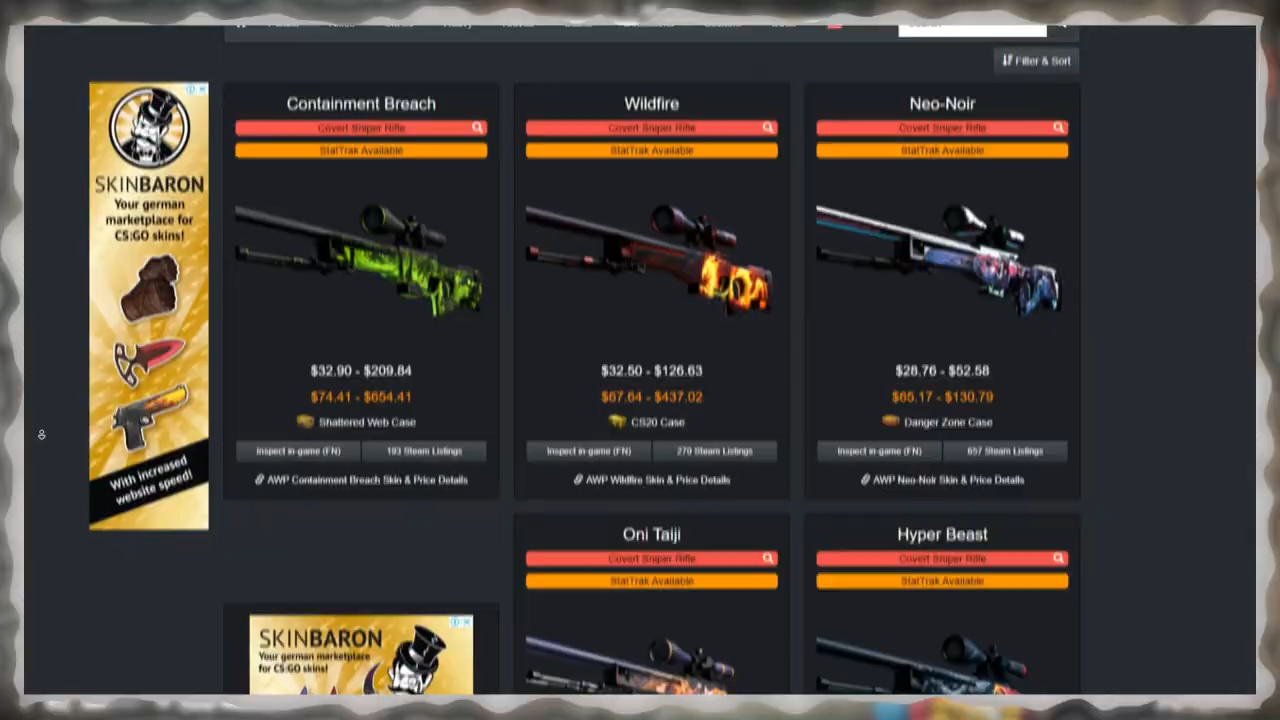 Filter & Sort
SKINBARON
Your german
marketplace for
CS:GO skins!
With increased
website speed!
Containment Breach
Covert Sniper Rifle
StatTrak Available
$32.90 - $209.84
$74.41 - $654.41
Shattered Web Case
Inspect in-game (FN)
193 Steam Listings
AWP Containment Breach Skin & Price Details
Wildfire
Covert Sniper Rifle
StatTrak Available
$32.50 - $126.63
$67.64 - $437.02
CS20 Case
Inspect in-game (FN)
270 Steam Listings
AWP Wildfire Skin & Price Details
Neo-Noir
Covert Sniper Rifle
StatTrak Available
$28.76 - $52.58
$65.17 - $130.79
Danger Zone Case
Inspect in-game (FN)
657 Steam Listings
AWP Neo-Noir Skin & Price Details
SKINBARON
Your german marketplace
for CS:GO skins!
Oni Taiji
Covert Sniper Rifle
StatTrak Available
Hyper Beast
Covert Sniper Rifle
StatTrak Available